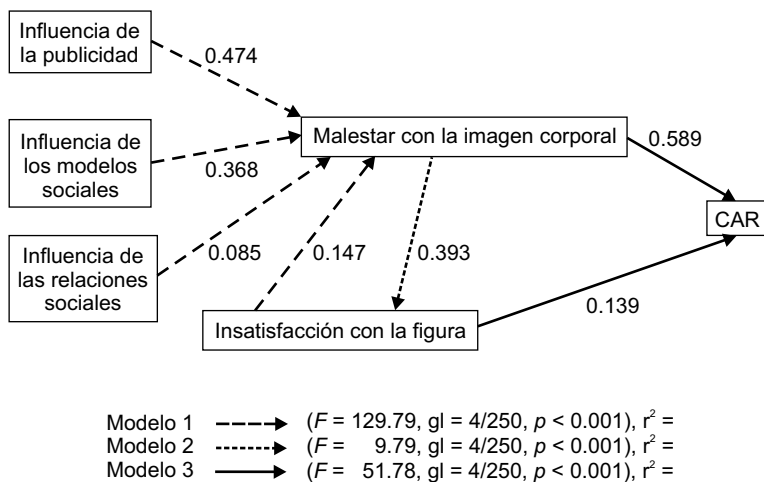 Influencia de
la publicidad
0.474
Influencia de
los modelos
sociales
0.368
Malestar con la imagen corporal
0.589
CAR
Influencia de
las relaciones
sociales
0.085
0.147
0.393
0.139
Insatisfacción con la figura
Modelo 1 (F = 129.79, gl = 4/250, p < 0.001), r² =
Modelo 2 (F = 9.79, gl = 4/250, p < 0.001), r² =
Modelo 3 (F = 51.78, gl = 4/250, p < 0.001), r² =